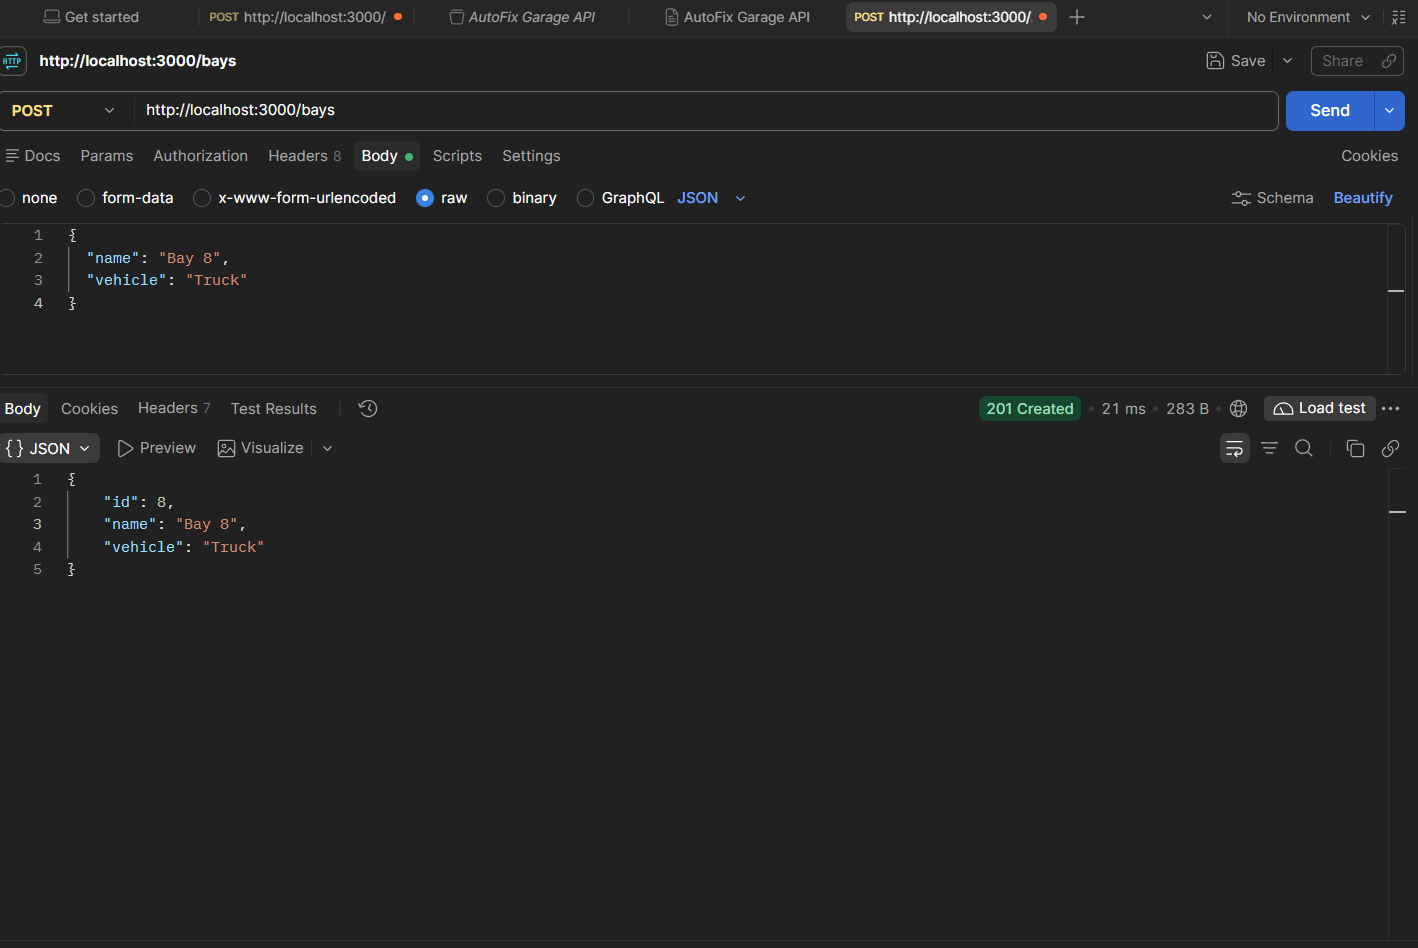 Get started POST http://localhost:3000/ AutoFix Garage API AutoFix Garage API POST http://localhost:3000/ No Environment
HTTP http://localhost:3000/bays Save Share
POST http://localhost:3000/bays Send
Docs Params Authorization Headers 8 Body Scripts Settings Cookies
none form-data x-www-form-urlencoded raw binary GraphQL JSON Schema Beautify
1 {
2 "name": "Bay 8",
3 "vehicle": "Truck"
4 }
Body Cookies Headers 7 Test Results 201 Created • 21 ms • 283 B • Load test
{} JSON Preview Visualize
1 {
2 "id": 8,
3 "name": "Bay 8",
4 "vehicle": "Truck"
5 }